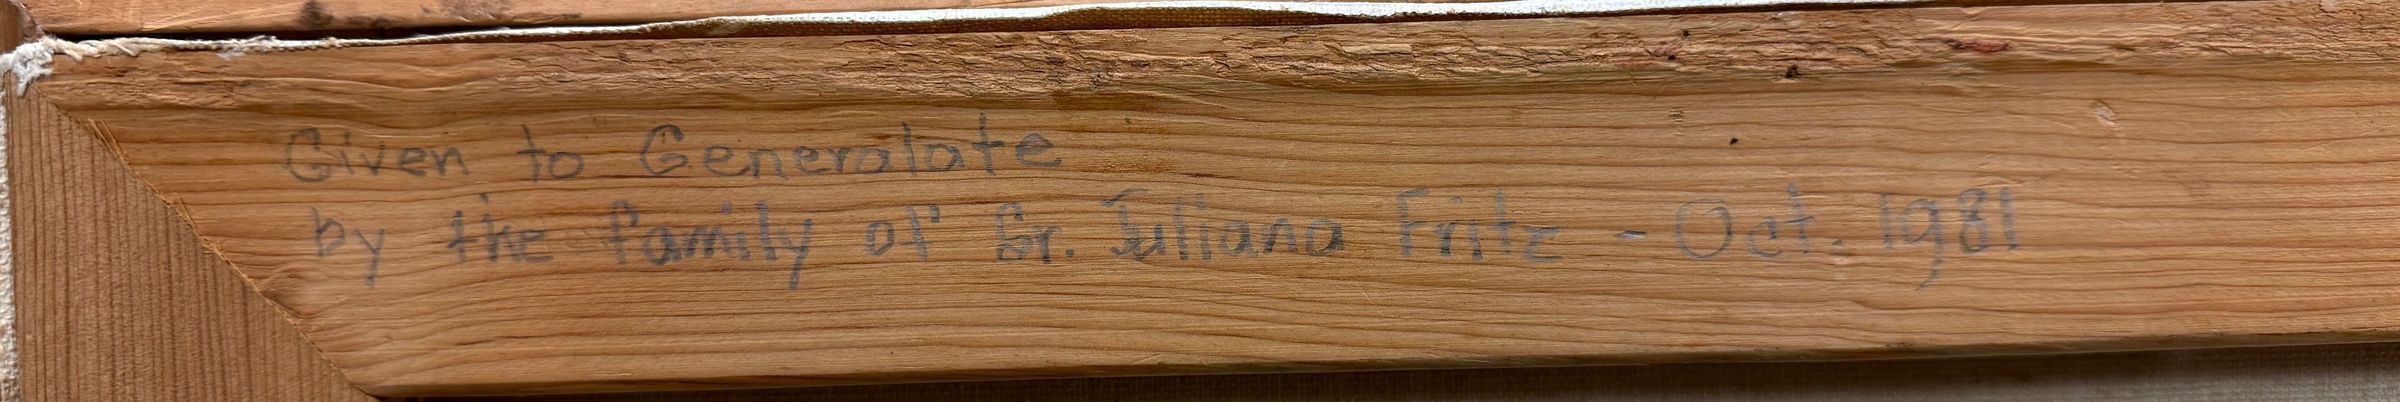 Given to Generalate
by the family of Sr. Juliana Fritz - Oct. 1981